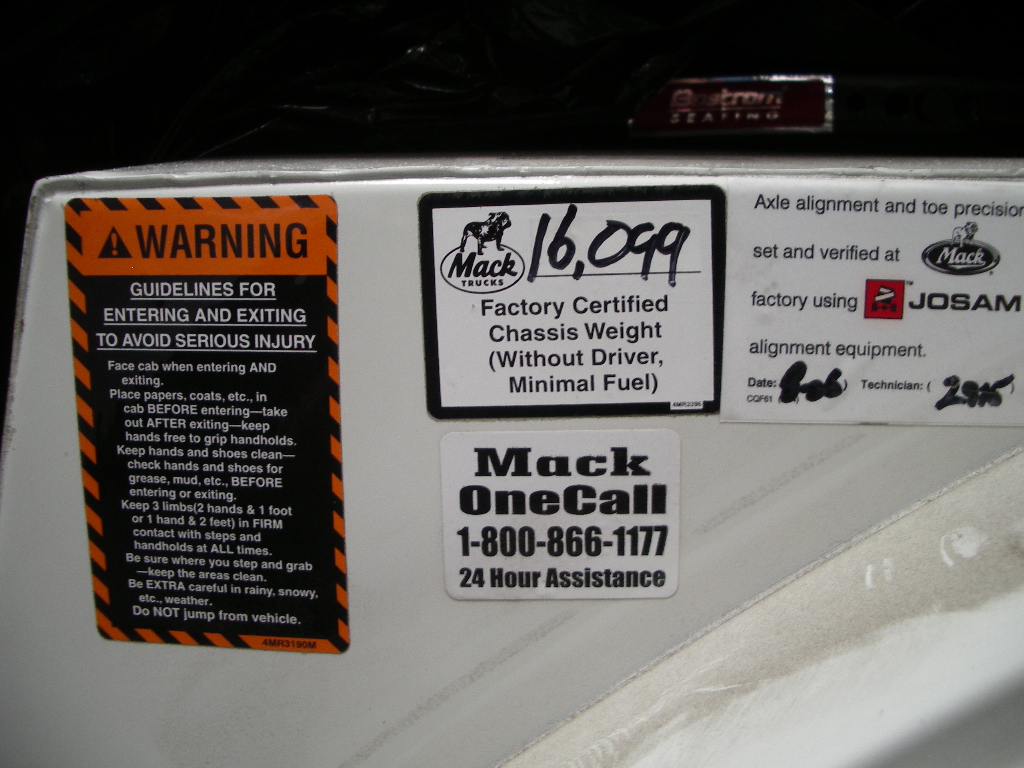 Bostrom
SEATING
WARNING
GUIDELINES FOR
ENTERING AND EXITING
TO AVOID SERIOUS INJURY
Face cab when entering AND
exiting.
Place papers, coats, etc., in
cab BEFORE entering—take
out AFTER exiting—keep
hands free to grip handholds.
Keep hands and shoes clean—
check hands and shoes for
grease, mud, etc., BEFORE
entering or exiting.
Keep 3 limbs(2 hands & 1 foot
or 1 hand & 2 feet) in FIRM
contact with steps and
handholds at ALL times.
Be sure where you step and grab
—keep the areas clean.
Be EXTRA careful in rainy, snowy,
etc., weather.
Do NOT jump from vehicle.
4MR3190M
Mack
TRUCKS
16,099
Factory Certified
Chassis Weight
(Without Driver,
Minimal Fuel)
Mack
OneCall
1-800-866-1177
24 Hour Assistance
Axle alignment and toe precision
set and verified at Mack
factory using JOSAM
alignment equipment.
Date: ( ) Technician: (
CQF61